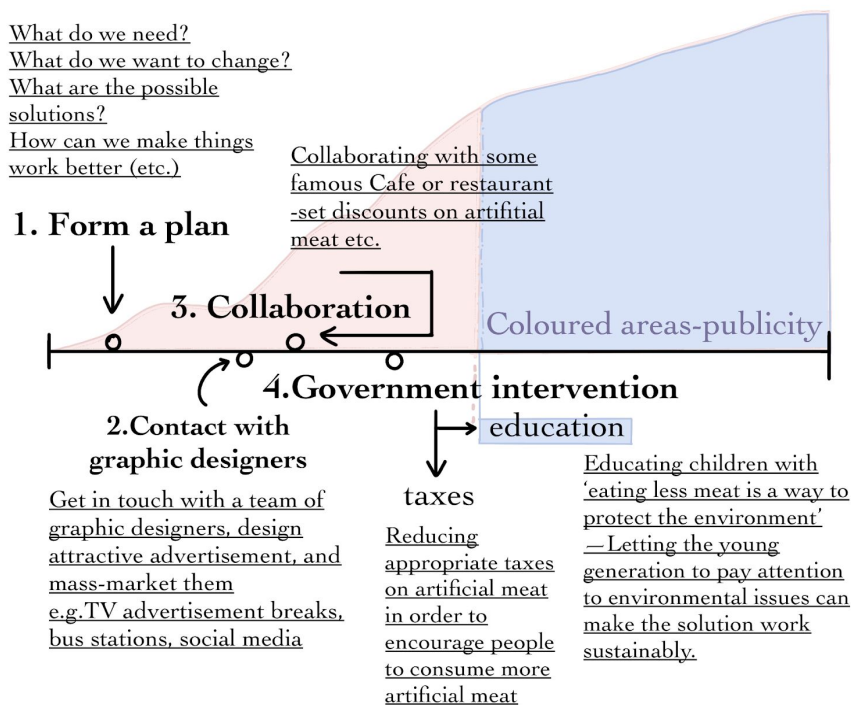 What do we need?
What do we want to change?
What are the possible
solutions?
How can we make things
work better (etc.)
1. Form a plan
Collaborating with some
famous Cafe or restaurant
-set discounts on artifitial
meat etc.
3. Collaboration
Coloured areas-publicity
4.Government intervention
2.Contact with
graphic designers
Get in touch with a team of
graphic designers, design
attractive advertisement, and
mass-market them
e.g.TV advertisement breaks,
bus stations, social media
education
taxes
Reducing
appropriate taxes
on artificial meat
in order to
encourage people
to consume more
artificial meat
Educating children with
‘eating less meat is a way to
protect the environment’
—Letting the young
generation to pay attention
to environmental issues can
make the solution work
sustainably.